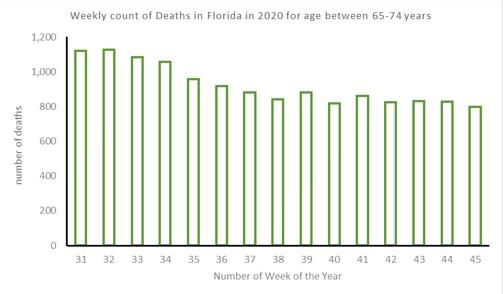 Weekly count of Deaths in Florida in 2020 for age between 65-74 years
number of deaths
1,200
1,000
800
600
400
200
0
31 32 33 34 35 36 37 38 39 40 41 42 43 44 45
Number of Week of the Year